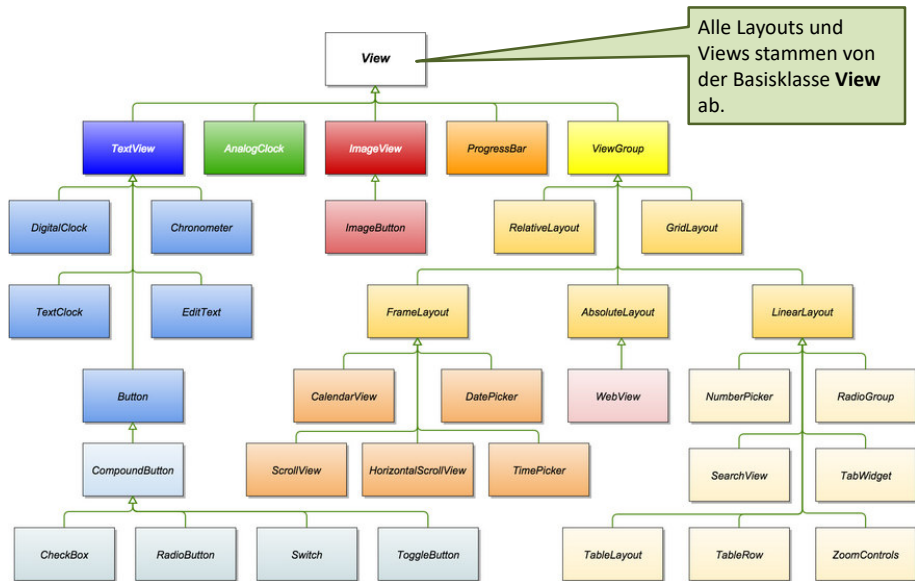 Alle Layouts und
Views stammen von
der Basisklasse View
ab.
View
TextView
AnalogClock
ImageView
ProgressBar
ViewGroup
DigitalClock
Chronometer
ImageButton
RelativeLayout
GridLayout
TextClock
EditText
FrameLayout
AbsoluteLayout
LinearLayout
Button
CalendarView
DatePicker
WebView
NumberPicker
RadioGroup
CompoundButton
ScrollView
HorizontalScrollView
TimePicker
SearchView
TabWidget
CheckBox
RadioButton
Switch
ToggleButton
TableLayout
TableRow
ZoomControls